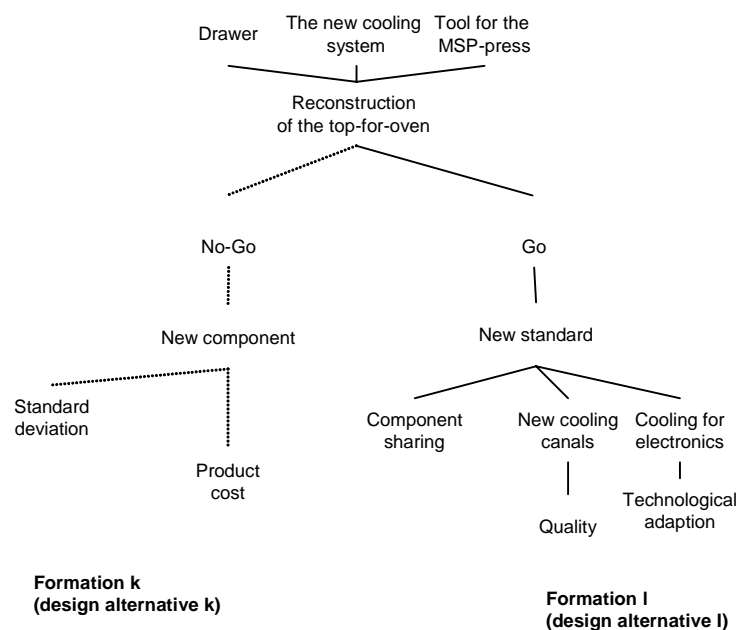 Drawer
The new cooling
system
Tool for the
MSP-press
Reconstruction
of the top-for-oven
No-Go
Go
New component
New standard
Standard
deviation
Product
cost
Component
sharing
New cooling
canals
Cooling for
electronics
Quality
Technological
adaption
Formation k
(design alternative k)
Formation l
(design alternative l)